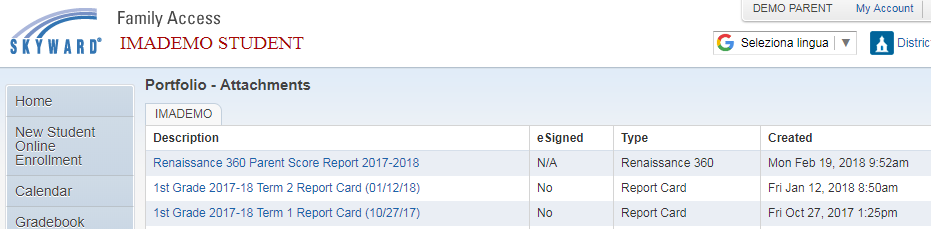 DEMO PARENT My Account
Family Access
SKYWARD®
IMADEMO STUDENT
Seleziona lingua ▼
District
Portfolio - Attachments
Home
New Student
Online
Enrollment
Calendar
Gradebook
IMADEMO
Description eSigned Type Created
Renaissance 360 Parent Score Report 2017-2018 N/A Renaissance 360 Mon Feb 19, 2018 9:52am
1st Grade 2017-18 Term 2 Report Card (01/12/18) No Report Card Fri Jan 12, 2018 8:50am
1st Grade 2017-18 Term 1 Report Card (10/27/17) No Report Card Fri Oct 27, 2017 1:25pm